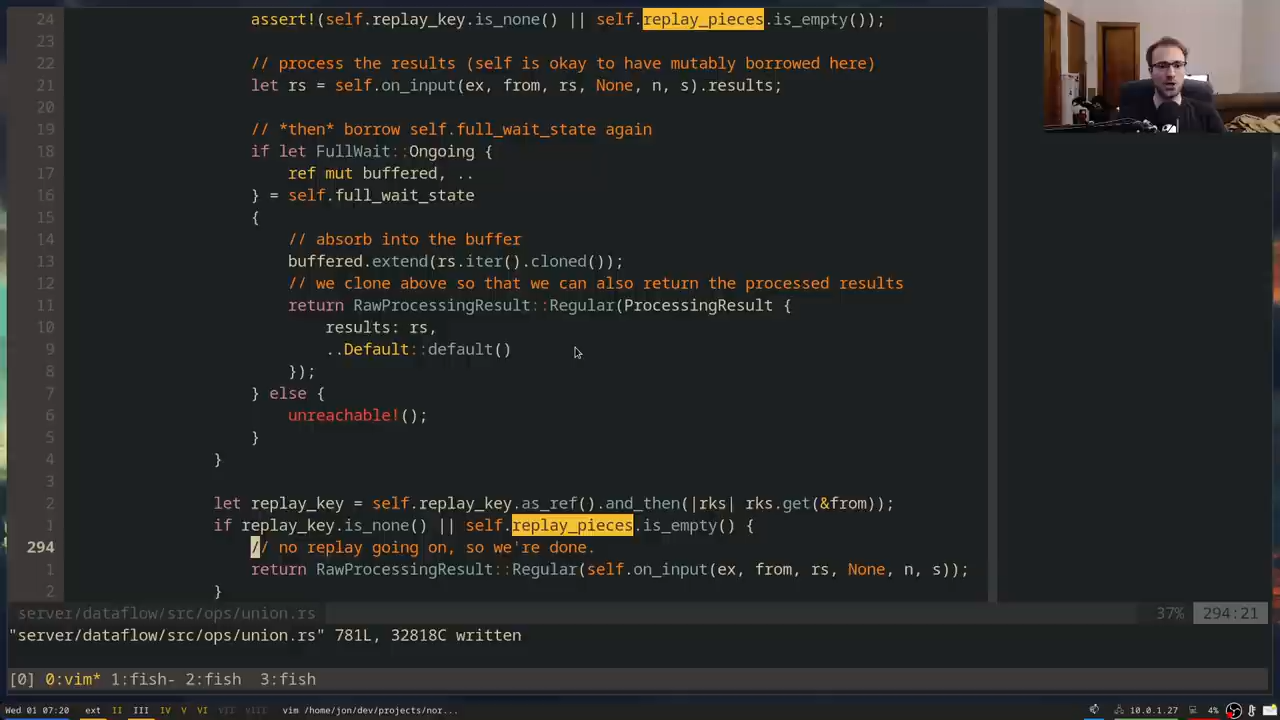 24 assert!(self.replay_key.is_none() || self.replay_pieces.is_empty());
23
22 // process the results (self is okay to have mutably borrowed here)
21 let rs = self.on_input(ex, from, rs, None, n, s).results;
20
19 // *then* borrow self.full_wait_state again
18 if let FullWait::Ongoing {
17 ref mut buffered, ..
16 } = self.full_wait_state
15 {
14 // absorb into the buffer
13 buffered.extend(rs.iter().cloned());
12 // we clone above so that we can also return the processed results
11 return RawProcessingResult::Regular(ProcessingResult {
10 results: rs,
9 ..Default::default()
8 });
7 } else {
6 unreachable!();
5 }
4 }
3
2 let replay_key = self.replay_key.as_ref().and_then(|rks| rks.get(&from));
1 if replay_key.is_none() || self.replay_pieces.is_empty() {
294 // no replay going on, so we're done.
1 return RawProcessingResult::Regular(self.on_input(ex, from, rs, None, n, s));
2 }
server/dataflow/src/ops/union.rs 37% 294:21
"server/dataflow/src/ops/union.rs" 781L, 32818C written
[0] 0:vim* 1:fish- 2:fish 3:fish
Wed 01 07:20 ext II III IV V VI VII VIII vim /home/jon/dev/projects/nor... 10.0.1.27 4%